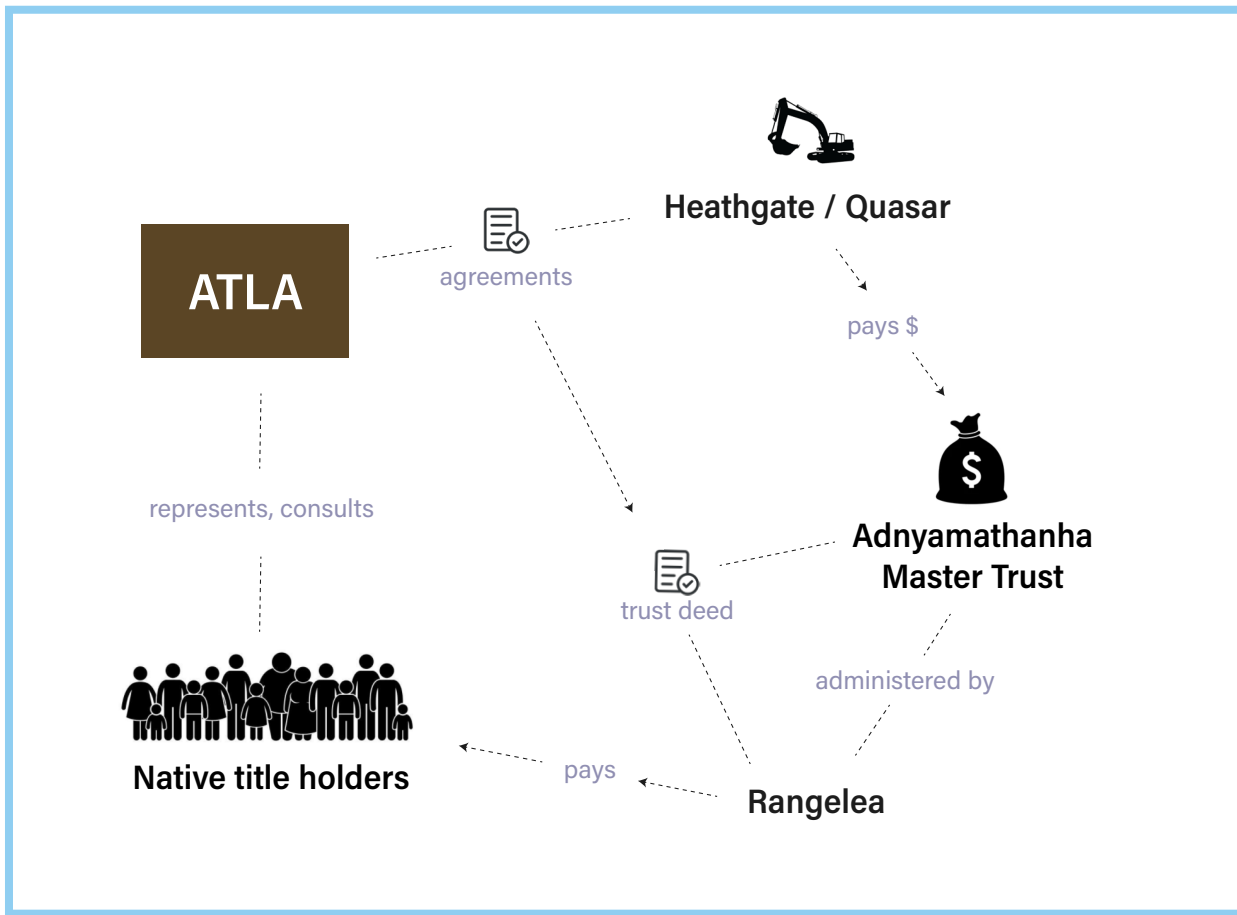 Heathgate / Quasar
ATLA
agreements
pays $
$
represents, consults
Adnyamathanha
Master Trust
trust deed
administered by
pays
Native title holders
Rangelea